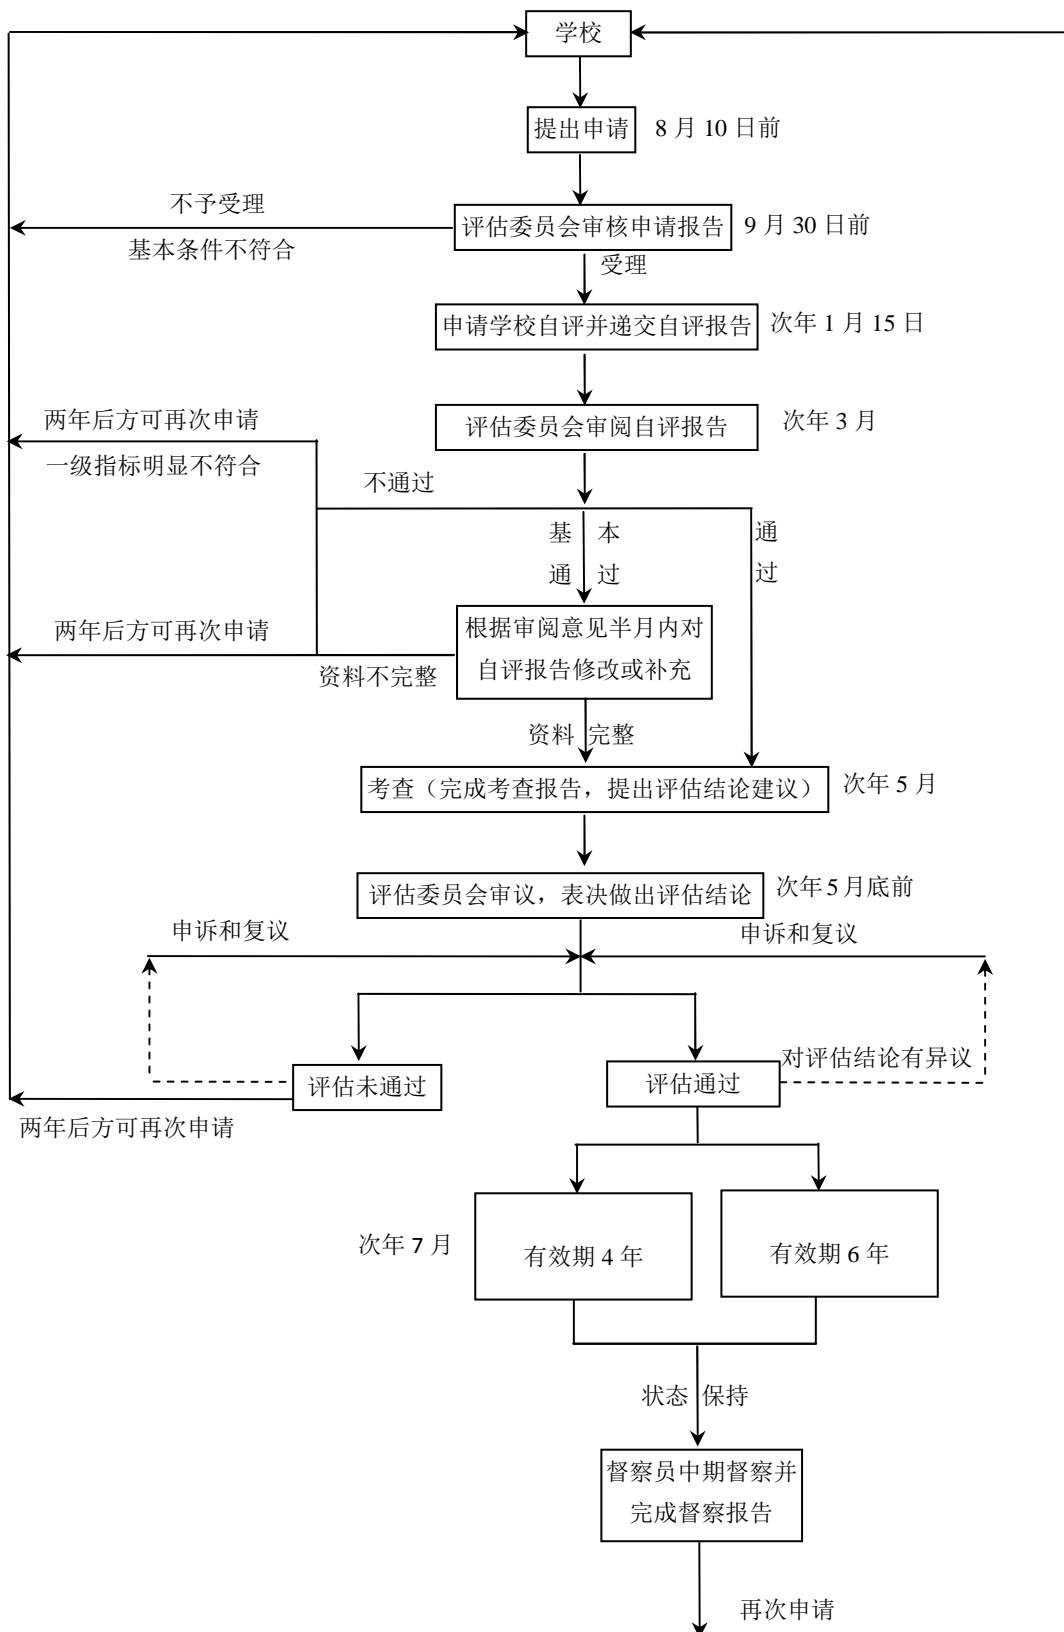 学校
提出申请
8 月 10 日前
不予受理
评估委员会审核申请报告
9 月 30 日前
基本条件不符合
受理
申请学校自评并递交自评报告
次年 1 月 15 日
两年后方可再次申请
评估委员会审阅自评报告
次年 3 月
一级指标明显不符合
不通过
基 本
通 过
通
过
两年后方可再次申请
根据审阅意见半月内对
自评报告修改或补充
资料不完整
资料 完整
考查（完成考查报告，提出评估结论建议）
次年 5 月
评估委员会审议，表决做出评估结论
次年 5 月底前
申诉和复议
申诉和复议
评估未通过
评估通过
对评估结论有异议
两年后方可再次申请
次年 7 月
有效期 4 年
有效期 6 年
状态 保持
督察员中期督察并
完成督察报告
再次申请